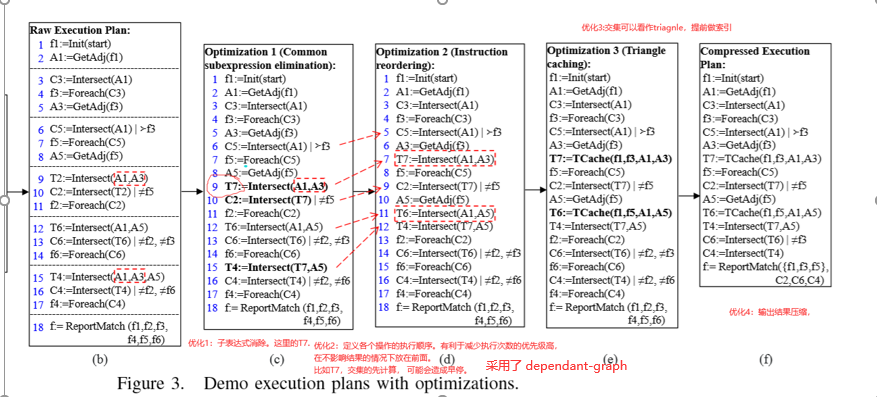 优化3:交集可以看作triagnle，提前做索引
Raw Execution Plan:
1 f1:=Init(start)
2 A1:=GetAdj(f1)
3 C3:=Intersect(A1)
4 f3:=Foreach(C3)
5 A3:=GetAdj(f3)
6 C5:=Intersect(A1) | >f3
7 f5:=Foreach(C5)
8 A5:=GetAdj(f5)
9 T2:=Intersect(A1,A3)
10 C2:=Intersect(T2) | ≠f5
11 f2:=Foreach(C2)
12 T6:=Intersect(A1,A5)
13 C6:=Intersect(T6) | ≠f2, ≠f3
14 f6:=Foreach(C6)
15 T4:=Intersect(A1,A3,A5)
16 C4:=Intersect(T4) | ≠f2, ≠f6
17 f4:=Foreach(C4)
18 f:= ReportMatch (f1,f2,f3,
f4,f5,f6)
(b)
Optimization 1 (Common
subexpression elimination):
1 f1:=Init(start)
2 A1:=GetAdj(f1)
3 C3:=Intersect(A1)
4 f3:=Foreach(C3)
5 A3:=GetAdj(f3)
6 C5:=Intersect(A1) | >f3
7 f5:=Foreach(C5)
8 A5:=GetAdj(f5)
9 T7:=Intersect(A1,A3)
10 C2:=Intersect(T7) | ≠f5
11 f2:=Foreach(C2)
12 T6:=Intersect(A1,A5)
13 C6:=Intersect(T6) | ≠f2, ≠f3
14 f6:=Foreach(C6)
15 T4:=Intersect(T7,A5)
16 C4:=Intersect(T4) | ≠f2, ≠f6
17 f4:=Foreach(C4)
18 f:= ReportMatch (f1,f2,f3,
f4,f5,f6)
优化1：子表达式消除。这里的T7,
(c)
Optimization 2 (Instruction
reordering):
1 f1:=Init(start)
2 A1:=GetAdj(f1)
3 C3:=Intersect(A1)
4 f3:=Foreach(C3)
5 C5:=Intersect(A1) | >f3
6 A3:=GetAdj(f3)
7 T7:=Intersect(A1,A3)
8 f5:=Foreach(C5)
9 C2:=Intersect(T7) | ≠f5
10 A5:=GetAdj(f5)
11 T6:=Intersect(A1,A5)
12 T4:=Intersect(T7,A5)
13 f2:=Foreach(C2)
14 C6:=Intersect(T6) | ≠f2, ≠f3
15 f6:=Foreach(C6)
16 C4:=Intersect(T4) | ≠f2, ≠f6
17 f4:=Foreach(C4)
18 f:= ReportMatch (f1,f2,f3,
f4,f5,f6)
优化2：定义各个操作的执行顺序。有利于减少执行次数的优先级高，
在不影响结果的情况下放在前面。
比如T7，交集的先计算，可能会造成早停。
(d)
采用了 dependant-graph
Optimization 3 (Triangle
caching):
f1:=Init(start)
A1:=GetAdj(f1)
C3:=Intersect(A1)
f3:=Foreach(C3)
C5:=Intersect(A1) | >f3
A3:=GetAdj(f3)
T7:=TCache(f1,f3,A1,A3)
f5:=Foreach(C5)
C2:=Intersect(T7) | ≠f5
A5:=GetAdj(f5)
T6:=TCache(f1,f5,A1,A5)
T4:=Intersect(T7,A5)
f2:=Foreach(C2)
C6:=Intersect(T6) | ≠f2, ≠f3
f6:=Foreach(C6)
C4:=Intersect(T4) | ≠f2, ≠f6
f4:=Foreach(C4)
f:= ReportMatch (f1,f2,f3,
f4,f5,f6)
(e)
Compressed Execution
Plan:
f1:=Init(start)
A1:=GetAdj(f1)
C3:=Intersect(A1)
f3:=Foreach(C3)
C5:=Intersect(A1) | >f3
A3:=GetAdj(f3)
T7:=TCache(f1,f3,A1,A3)
f5:=Foreach(C5)
C2:=Intersect(T7) | ≠f5
A5:=GetAdj(f5)
T6:=TCache(f1,f5,A1,A5)
T4:=Intersect(T7,A5)
C6:=Intersect(T6) | ≠f3
C4:=Intersect(T4)
f:= ReportMatch({f1,f3,f5},
C2,C6,C4)
优化4：输出结果压缩,
(f)
Figure 3. Demo execution plans with optimizations.